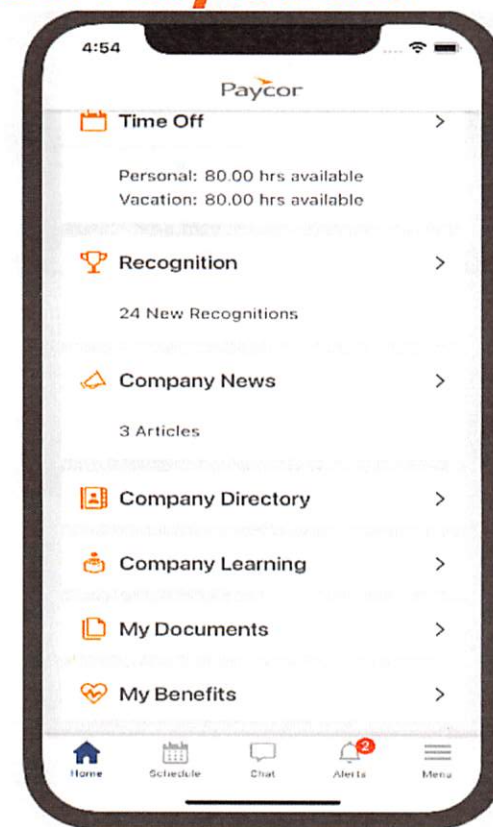 4:54
Paycor
Time Off
Personal: 80.00 hrs available
Vacation: 80.00 hrs available
Recognition
24 New Recognitions
Company News
3 Articles
Company Directory
Company Learning
My Documents
My Benefits
2
Home Schedule Chat Alerts Menu